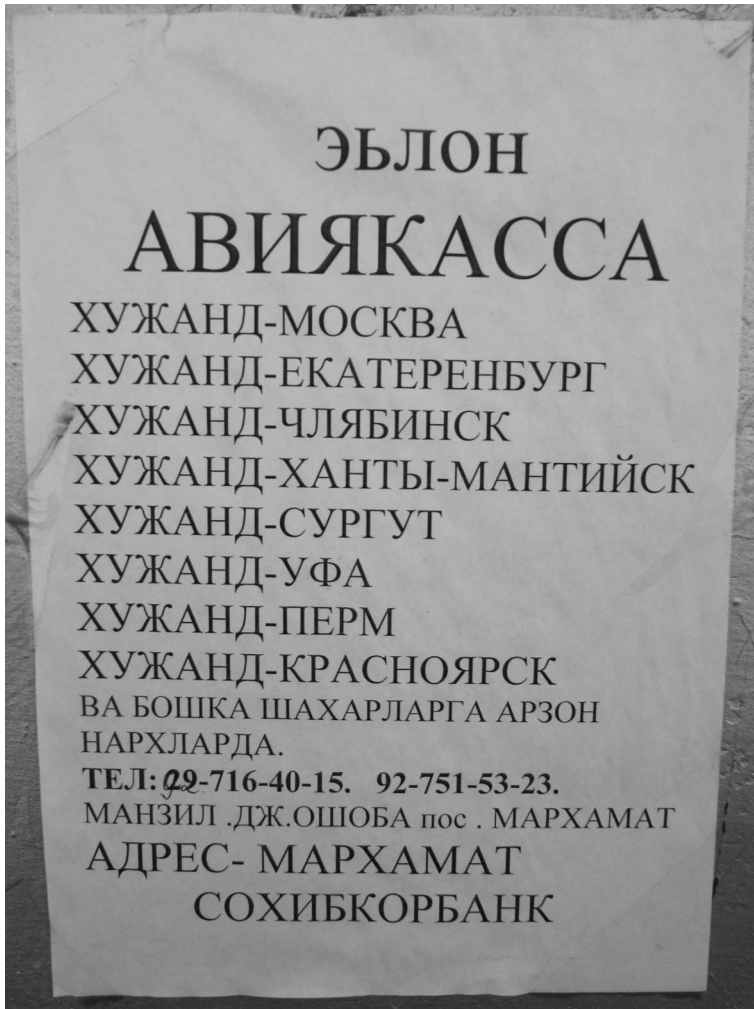 ЭЬЛОН
АВИЯКАССА
ХУЖАНД-МОСКВА
ХУЖАНД-ЕКАТЕРЕНБУРГ
ХУЖАНД-ЧЛЯБИНСК
ХУЖАНД-ХАНТЫ-МАНТИЙСК
ХУЖАНД-СУРГУТ
ХУЖАНД-УФА
ХУЖАНД-ПЕРМ
ХУЖАНД-КРАСНОЯРСК
ВА БОШКА ШАХАРЛАРГА АРЗОН
НАРХЛАРДА.
ТЕЛ: 92-716-40-15. 92-751-53-23.
МАНЗИЛ .ДЖ.ОШОБА пос . МАРХАМАТ
АДРЕС- МАРХАМАТ
СОХИБКОРБАНК